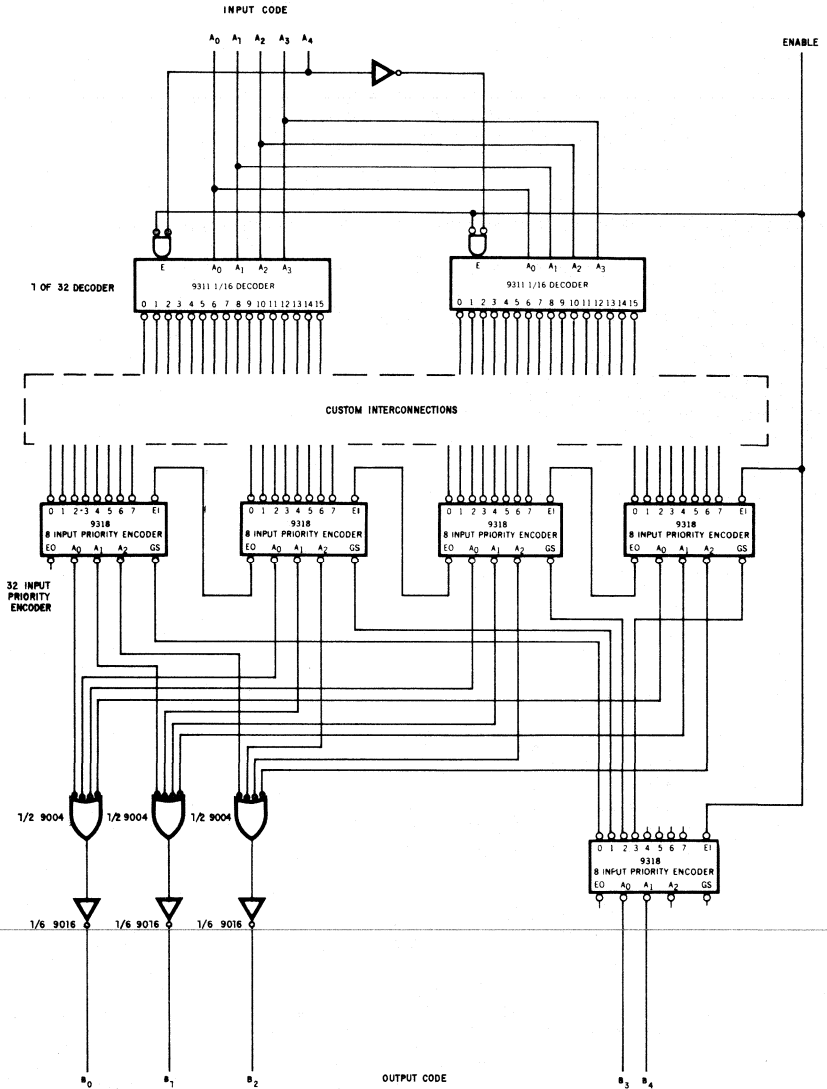 INPUT CODE
A0 A1 A2 A3 A4
ENABLE
E A0 A1 A2 A3
9311 1/16 DECODER
0 1 2 3 4 5 6 7 8 9 10 11 12 13 14 15
E A0 A1 A2 A3
9311 1/16 DECODER
0 1 2 3 4 5 6 7 8 9 10 11 12 13 14 15
1 OF 32 DECODER
CUSTOM INTERCONNECTIONS
0 1 2 3 4 5 6 7 EI
9318
8 INPUT PRIORITY ENCODER
EO A0 A1 A2 GS
0 1 2 3 4 5 6 7 EI
9318
8 INPUT PRIORITY ENCODER
EO A0 A1 A2 GS
0 1 2 3 4 5 6 7 EI
9318
8 INPUT PRIORITY ENCODER
EO A0 A1 A2 GS
0 1 2 3 4 5 6 7 EI
9318
8 INPUT PRIORITY ENCODER
EO A0 A1 A2 GS
32 INPUT
PRIORITY
ENCODER
1/2 9004
1/2 9004
1/2 9004
0 1 2 3 4 5 6 7 EI
9318
8 INPUT PRIORITY ENCODER
EO A0 A1 A2 GS
1/6 9016
1/6 9016
1/6 9016
B0 B1 B2
OUTPUT CODE
B3 B4